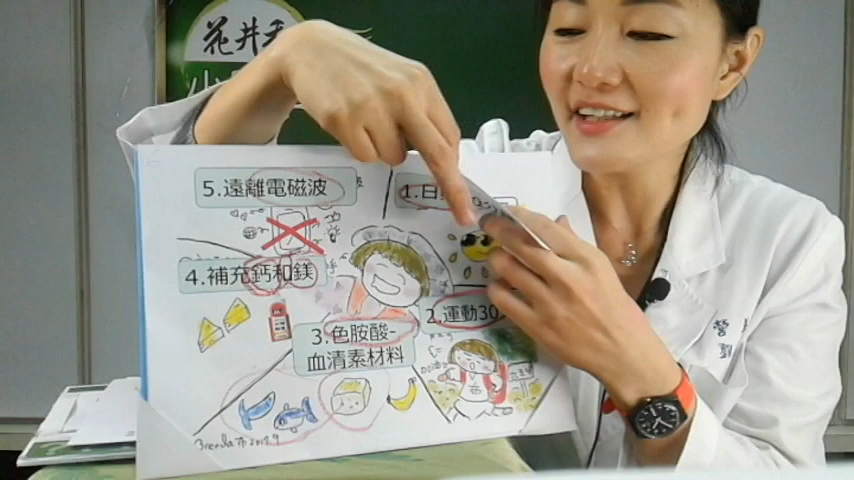 花井
5.遠離電磁波
1.日
4.補充鈣和鎂
2.運動30
3.色胺酸-
血清素材料
Brenda